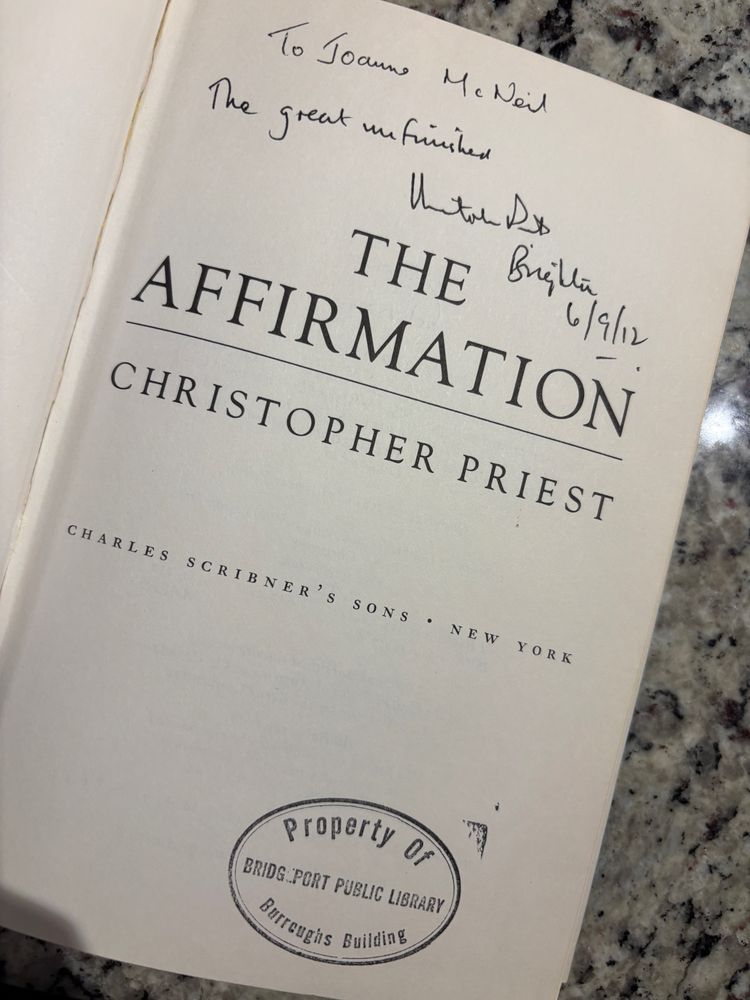 To Joanne McNeil
The great unfinished
Brighton
6/9/12
THE
AFFIRMATION
CHRISTOPHER PRIEST
CHARLES SCRIBNER'S SONS • NEW YORK
Property Of
BRIDGEPORT PUBLIC LIBRARY
Burroughs Building